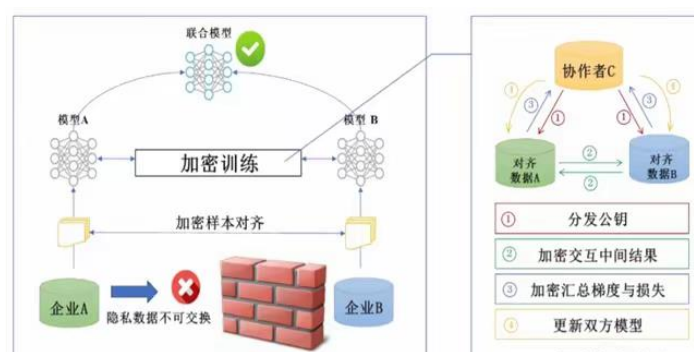 联合模型
模型A
模型 B
加密训练
加密样本对齐
企业A
隐私数据不可交换
企业B
协作者C
④
③
①
①
③
④
对齐
数据A
②
②
对齐
数据B
① 分发公钥
② 加密交互中间结果
③ 加密汇总梯度与损失
④ 更新双方模型